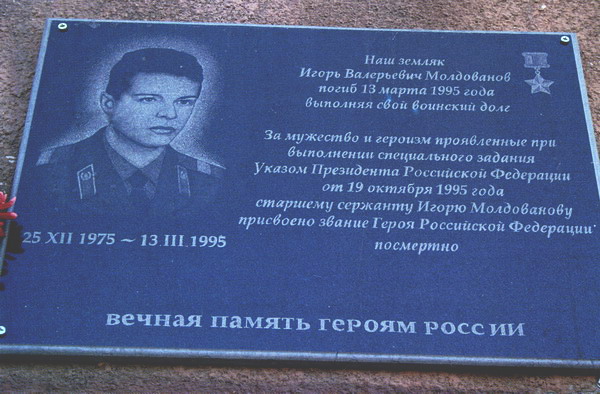 Наш земляк
Игорь Валерьевич Молдованов
погиб 13 марта 1995 года
выполняя свой воинский долг
За мужество и героизм проявленные при
выполнении специального задания
Указом Президента Российской Федерации
от 19 октября 1995 года
старшему сержанту Игорю Молдованову
присвоено звание Героя Российской Федерации
посмертно
25 XII 1975 ~ 13 III 1995
вечная память героям россии